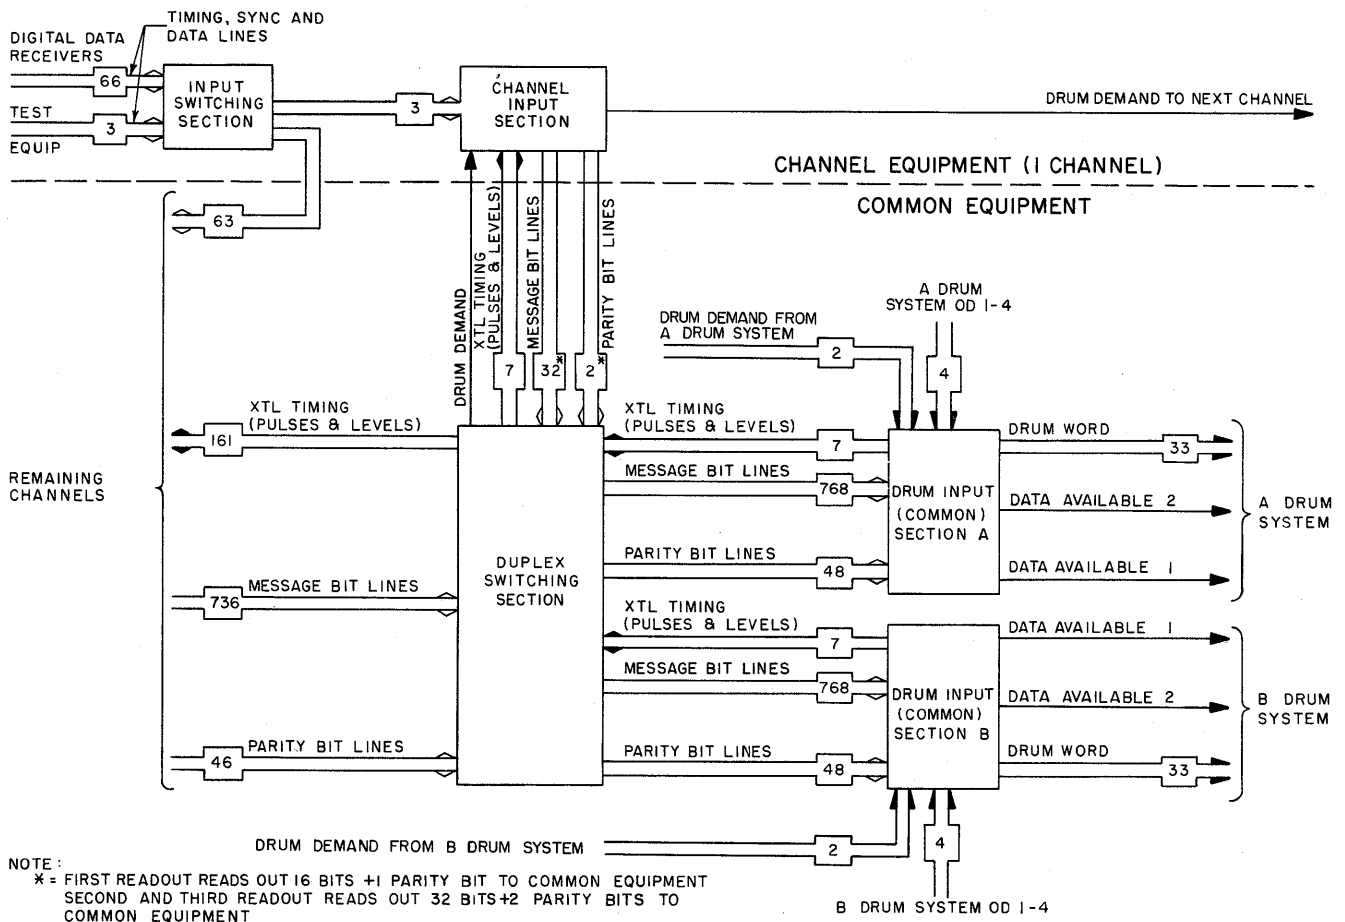 TIMING, SYNC AND
DATA LINES
DIGITAL DATA
RECEIVERS
66
TEST
3
EQUIP
INPUT
SWITCHING
SECTION
3
CHANNEL
INPUT
SECTION
DRUM DEMAND TO NEXT CHANNEL
CHANNEL EQUIPMENT (1 CHANNEL)
COMMON EQUIPMENT
63
DRUM DEMAND
XTL TIMING
(PULSES & LEVELS)
MESSAGE BIT LINES
PARITY BIT LINES
7
32*
2*
A DRUM
SYSTEM OD 1-4
DRUM DEMAND FROM
A DRUM SYSTEM
2
4
XTL TIMING
(PULSES & LEVELS)
161
REMAINING
CHANNELS
MESSAGE BIT LINES
736
PARITY BIT LINES
46
DUPLEX
SWITCHING
SECTION
XTL TIMING
(PULSES & LEVELS)
7
MESSAGE BIT LINES
768
PARITY BIT LINES
48
DRUM INPUT
(COMMON)
SECTION A
DRUM WORD
33
DATA AVAILABLE 2
DATA AVAILABLE 1
A DRUM
SYSTEM
XTL TIMING
(PULSES & LEVELS)
7
MESSAGE BIT LINES
768
PARITY BIT LINES
48
DRUM INPUT
(COMMON)
SECTION B
DATA AVAILABLE 1
DATA AVAILABLE 2
DRUM WORD
33
B DRUM
SYSTEM
DRUM DEMAND FROM B DRUM SYSTEM
2
4
B DRUM SYSTEM OD 1-4
NOTE:
* = FIRST READOUT READS OUT 16 BITS +1 PARITY BIT TO COMMON EQUIPMENT
SECOND AND THIRD READOUT READS OUT 32 BITS+2 PARITY BITS TO
COMMON EQUIPMENT